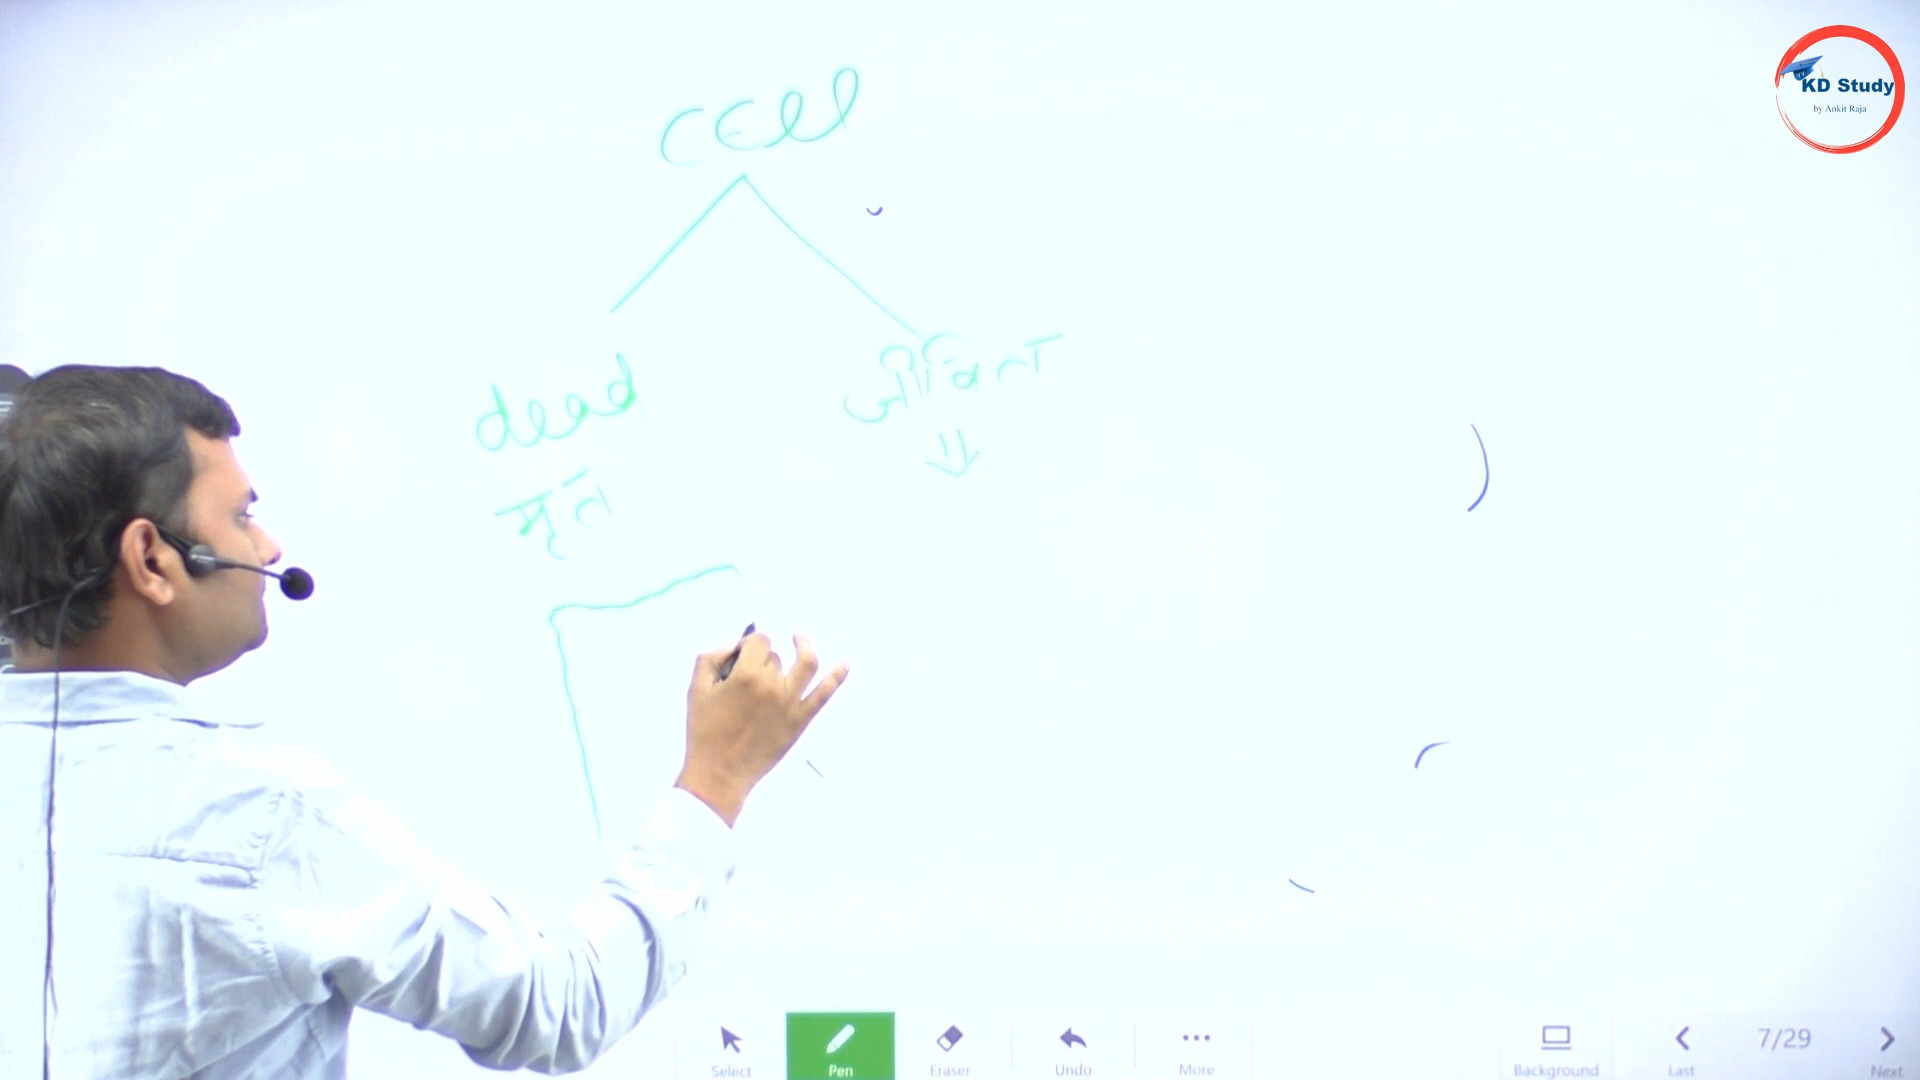 KD Study
by Ankit Raja
CEll
dead
जीवित
मृत
Select
Pen
Eraser
Undo
More
Background
Last
7/29
Next